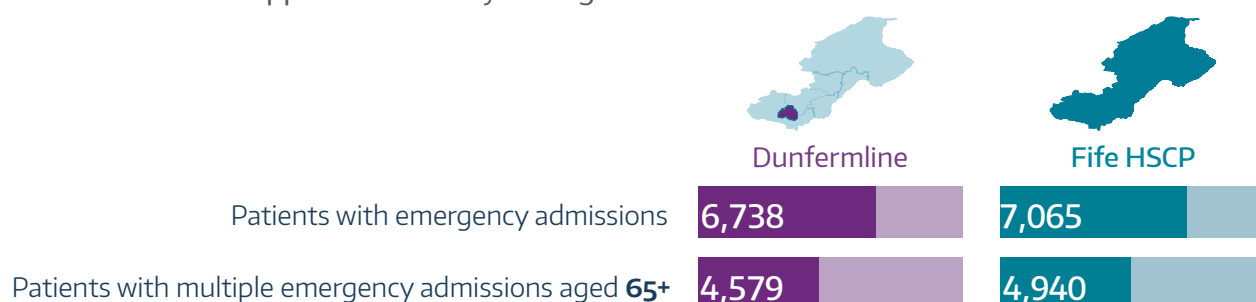 Dunfermline Fife HSCP
Patients with emergency admissions 6,738 7,065
Patients with multiple emergency admissions aged 65+ 4,579 4,940